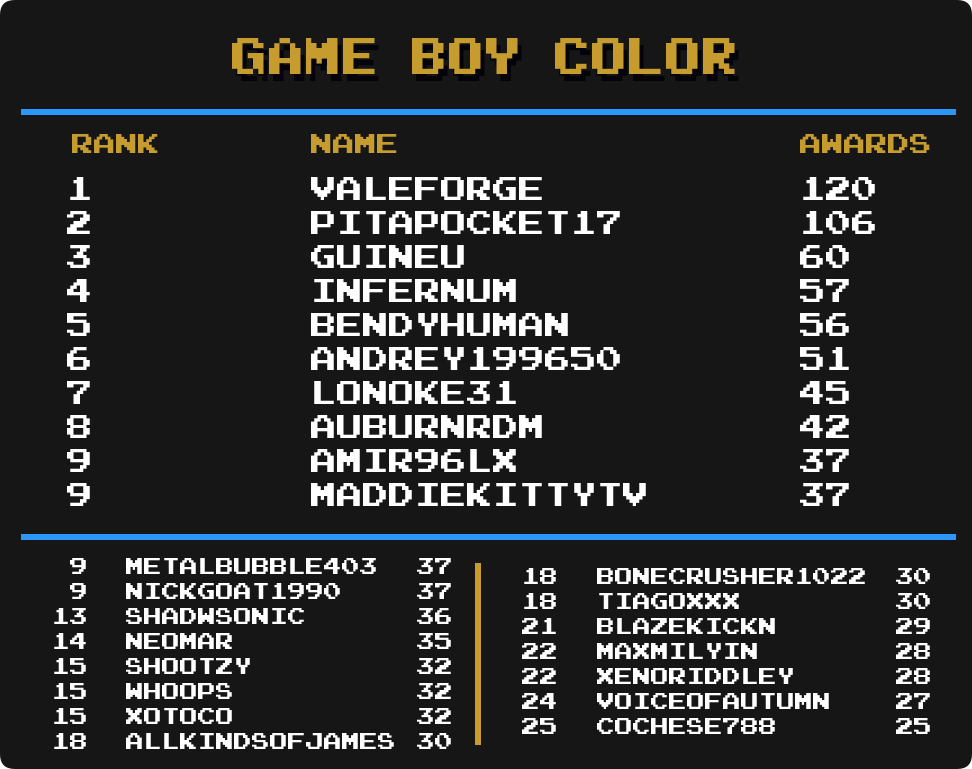 GAME BOY COLOR
RANK NAME AWARDS
1 VALEFORGE 120
2 PITAPOCKET17 106
3 GUINEU 60
4 INFERNUM 57
5 BENDYHUMAN 56
6 ANDREY199650 51
7 LONOKE31 45
8 AUBURNRDM 42
9 AMIR96LX 37
9 MADDIEKITTYTV 37
9 METALBUBBLE403 37
9 NICKGOAT1990 37
13 SHADWSONIC 36
14 NEOMAR 35
15 SHOOTZY 32
15 WHOOPS 32
15 XOTOCO 32
18 ALLKINDSOFJAMES 30
18 BONECRUSHER1022 30
18 TIAGOXXX 30
21 BLAZEKICKN 29
22 MAXMILYIN 28
22 XENORIDDLEY 28
24 VOICEOFAUTUMN 27
25 COCHESE788 25